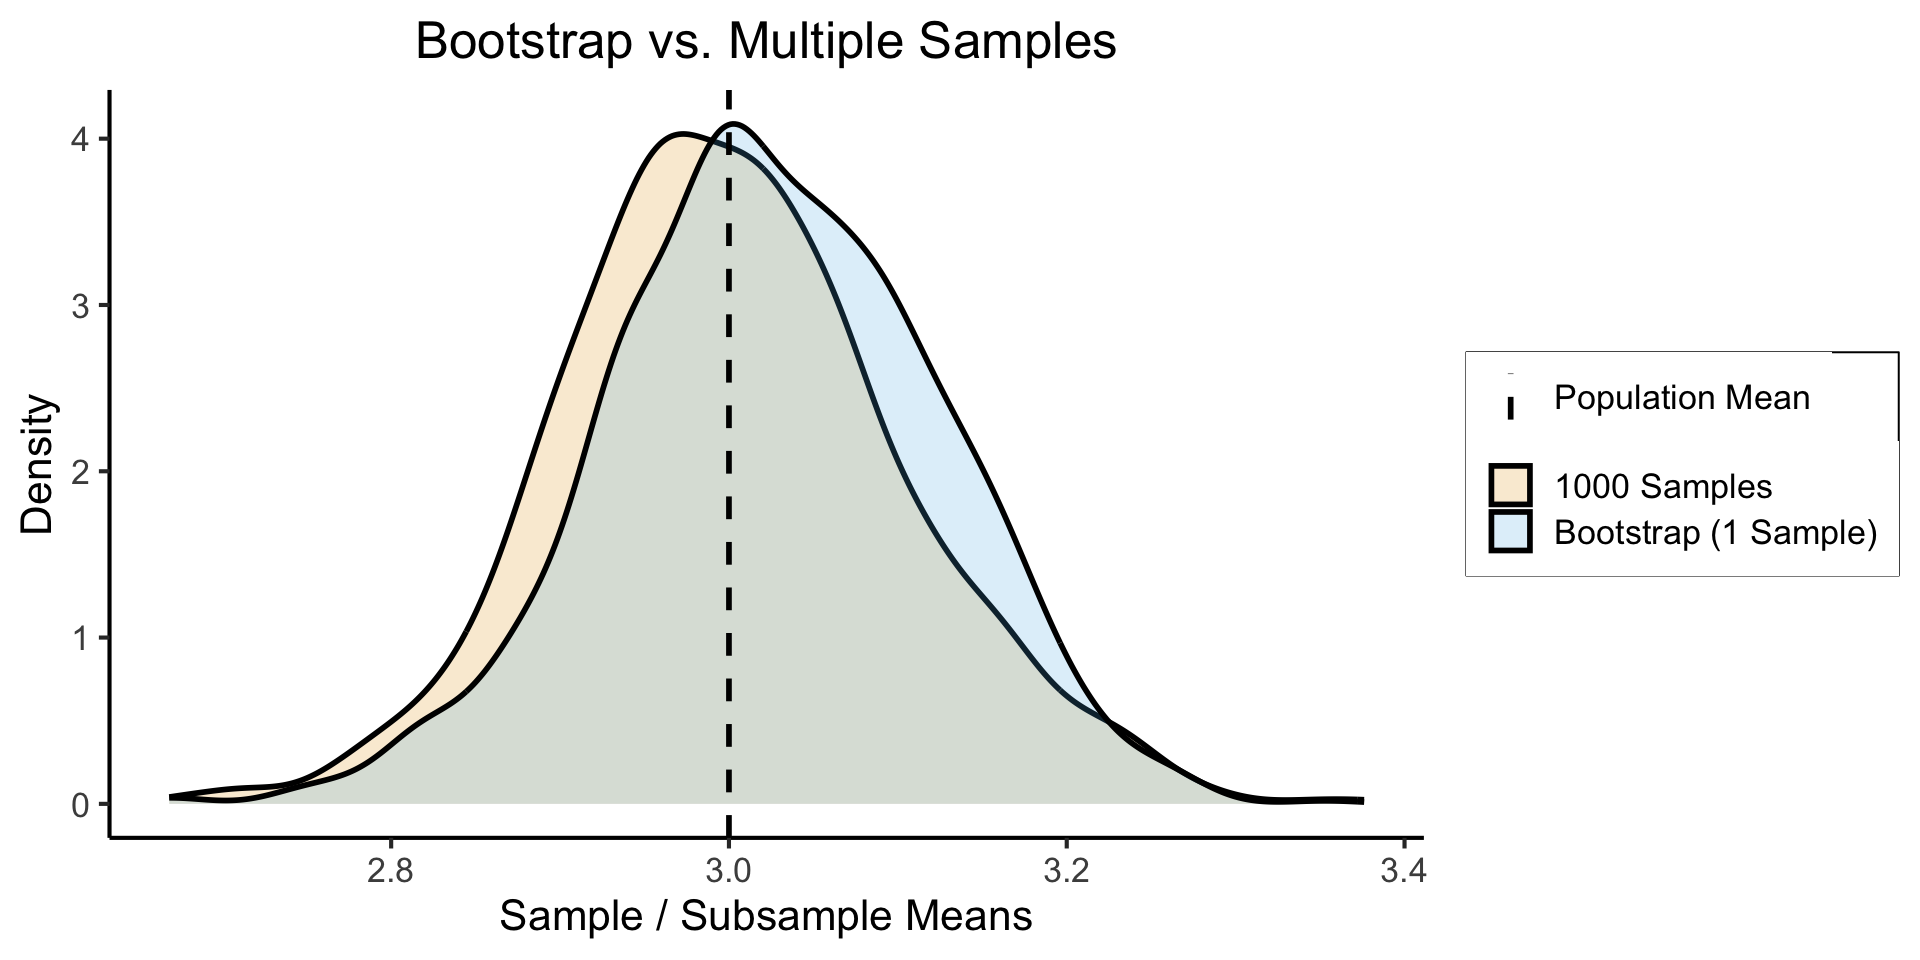 Bootstrap vs. Multiple Samples
Density
4
3
2
1
0
2.8 3.0 3.2 3.4
Sample / Subsample Means
Population Mean
1000 Samples
Bootstrap (1 Sample)